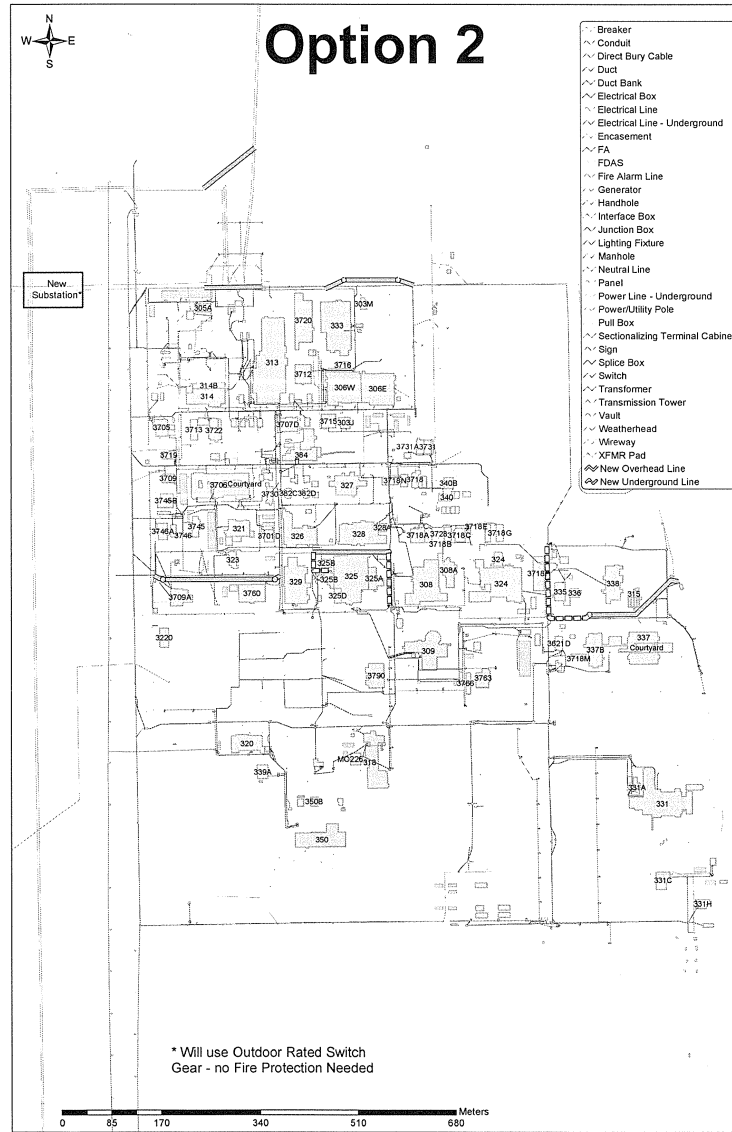 N
W E
S
Option 2
Breaker
Conduit
Direct Bury Cable
Duct
Duct Bank
Electrical Box
Electrical Line
Electrical Line - Underground
Encasement
FA
FDAS
Fire Alarm Line
Generator
Handhole
Interface Box
Junction Box
Lighting Fixture
Manhole
Neutral Line
Panel
Power Line - Underground
Power/Utility Pole
Pull Box
Sectionalizing Terminal Cabine
Sign
Splice Box
Switch
Transformer
Transmission Tower
Vault
Weatherhead
Wireway
XFMR Pad
New Overhead Line
New Underground Line
New
Substation*
305A
303M
3720
333
313
3712
3716
314B
314
306W
306E
3705
3713
3722
3707D
3715
303J
3719
384
3731A
3731
3709
3706
Courtyard
3730
382C
382D
327
3718N
3718
340B
340
3745B
3746A
3746
3745
321
3701D
326
328
328A
3718A
3728
3718B
3718C
3718E
3718G
323
329
325B
325B
325
325A
325D
308
308A
324
324
3718
335
336
338
315
3709A
3760
3220
309
3621D
3718M
337B
337
Courtyard
3790
3766
3763
320
339A
MO226
318
350B
350
331A
331
331C
331H
* Will use Outdoor Rated Switch
Gear - no Fire Protection Needed
Meters
0 85 170 340 510 680